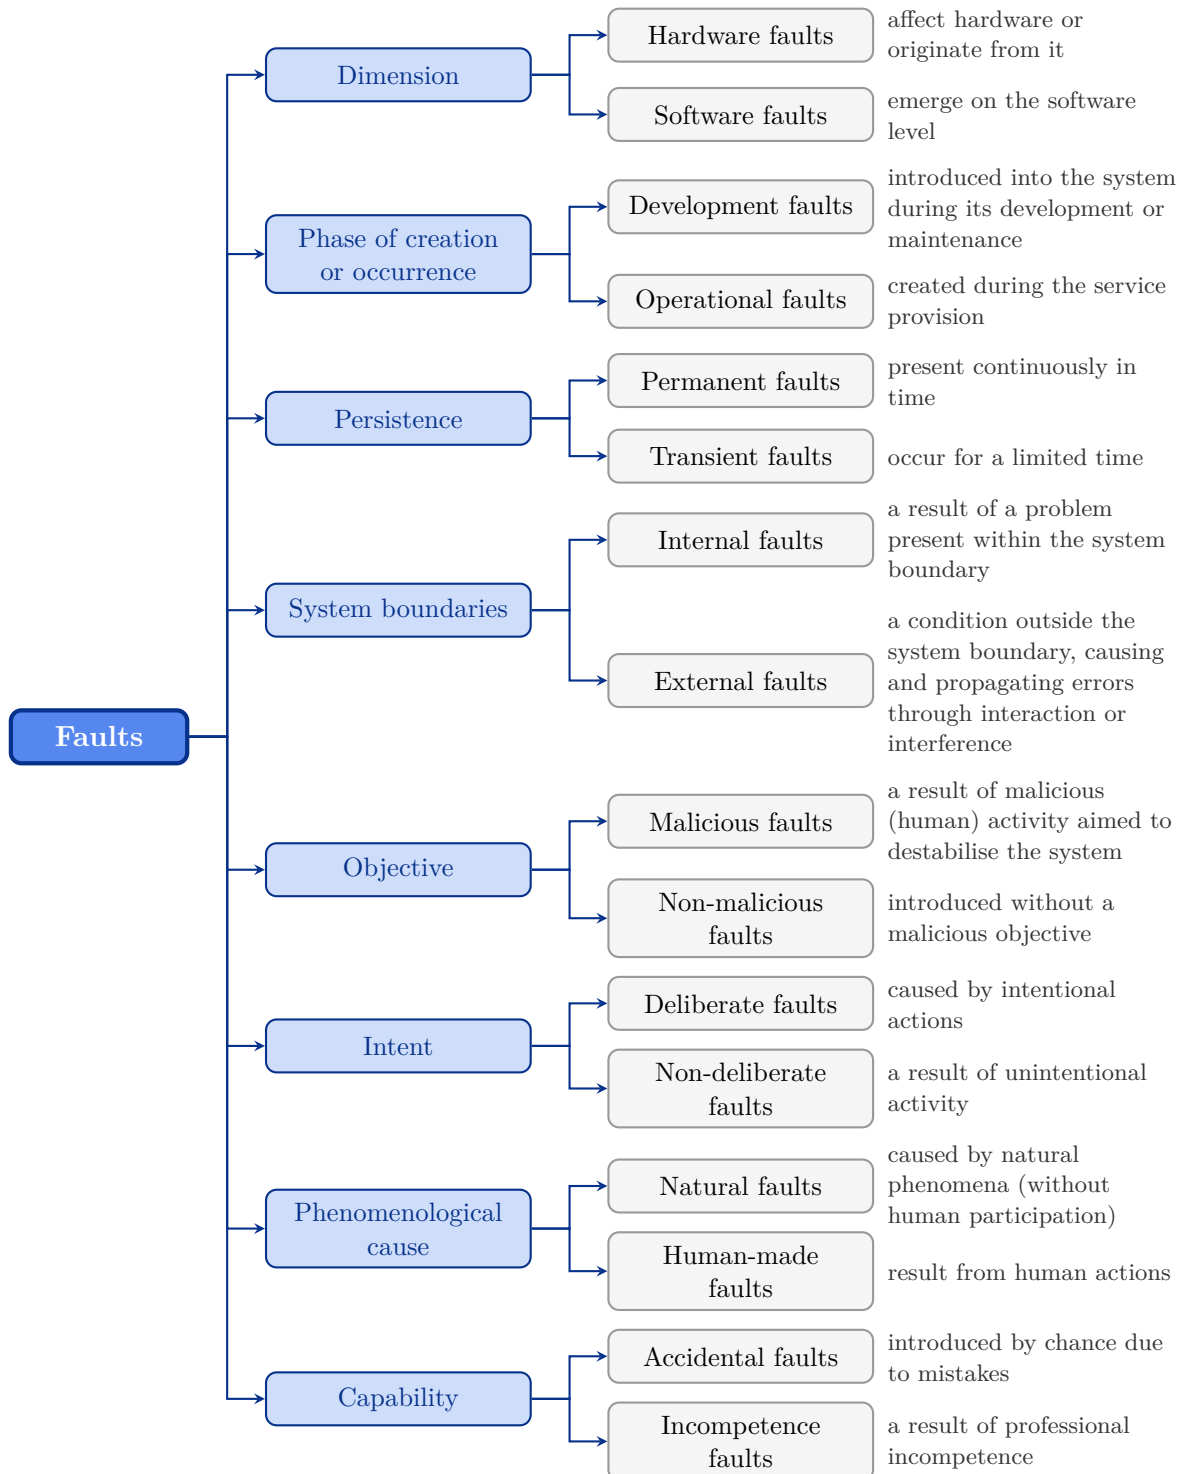 Faults
Dimension
Hardware faults
affect hardware or
originate from it
Software faults
emerge on the software
level
Phase of creation
or occurrence
Development faults
introduced into the system
during its development or
maintenance
Operational faults
created during the service
provision
Persistence
Permanent faults
present continuously in
time
Transient faults
occur for a limited time
System boundaries
Internal faults
a result of a problem
present within the system
boundary
External faults
a condition outside the
system boundary, causing
and propagating errors
through interaction or
interference
Objective
Malicious faults
a result of malicious
(human) activity aimed to
destabilise the system
Non-malicious
faults
introduced without a
malicious objective
Intent
Deliberate faults
caused by intentional
actions
Non-deliberate
faults
a result of unintentional
activity
Phenomenological
cause
Natural faults
caused by natural
phenomena (without
human participation)
Human-made
faults
result from human actions
Capability
Accidental faults
introduced by chance due
to mistakes
Incompetence
faults
a result of professional
incompetence